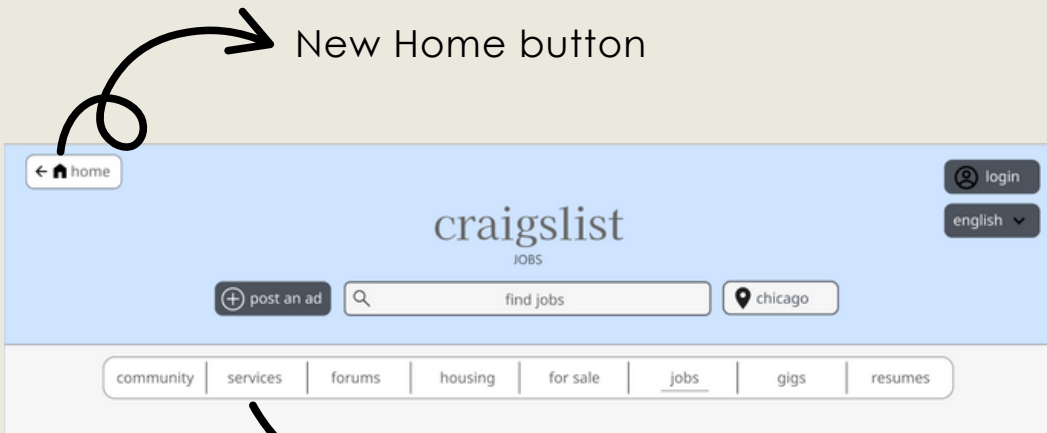 New Home button
home
login
craigslist
english
JOBS
post an ad
find jobs
chicago
community services forums housing for sale jobs gigs resumes